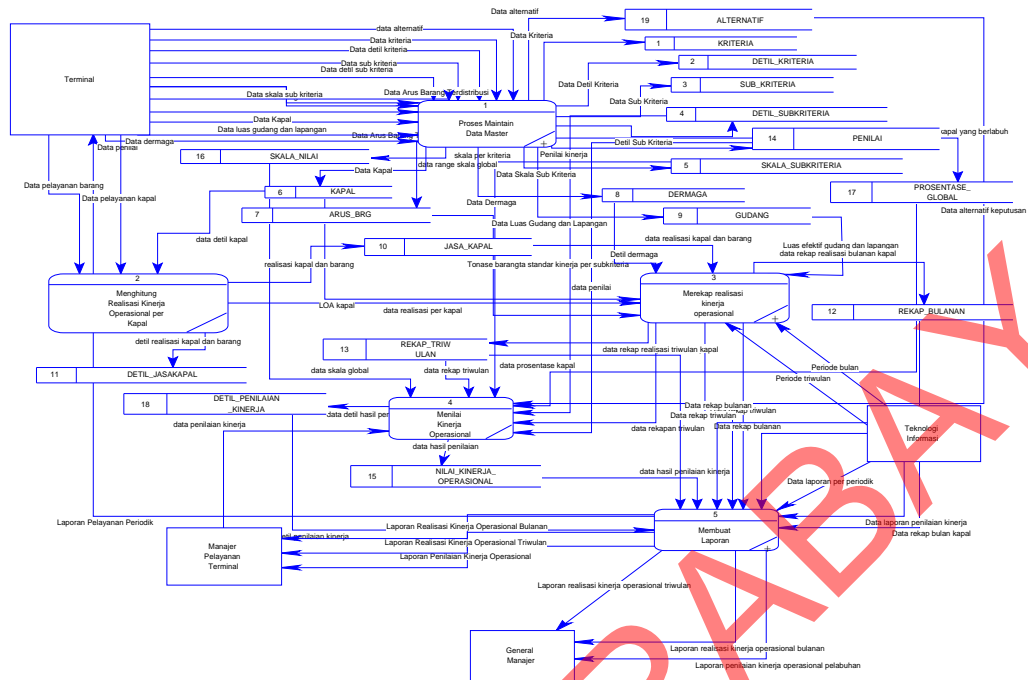 data alternatif
19 ALTERNATIF
data alternatif
data kriteria
Data Kriteria
1 KRITERIA
Data detil kriteria
2 DETIL_KRITERIA
Terminal
Data sub kriteria
Data detil sub kriteria
Data Detil Kriteria
3 SUB_KRITERIA
Data skala sub kriteria
Data Arus Barang Terdistribusi
1
Data Sub Kriteria
4 DETIL_SUBKRITERIA
Data Kapal
Proses Maintain
Data Master
Data luas gudang dan lapangan
Data dermaga
Data penilai
Data Arus Barang T
Detil Sub Kriteria
14 PENILAI
kapal yang berlabuh
16 SKALA_NILAI
skala per kriteria
Penilai kinerja
data range skala global
Data Kapal
Data Skala Sub Kriteria
5 SKALA_SUBKRITERIA
Data pelayanan barang
Data pelayanan kapal
6 KAPAL
8 DERMAGA
17 PROSENTASE_
GLOBAL
Data Dermaga
7 ARUS_BRG
9 GUDANG
Data alternatif keputusan
Data Luas Gudang dan Lapangan
data detil kapal
realisasi kapal dan barang
10 JASA_KAPAL
data realisasi kapal dan barang
Detil dermaga
Luas efektif gudang dan lapangan
data rekap realisasi bulanan kapal
Tonase barangta standar kinerja per subkriteria
2
Menghitung
Realisasi Kinerja
Operasional per
Kapal
3
Merekap realisasi
kinerja
operasional
data penilai
LOA kapal
data realisasi per kapal
12 REKAP_BULANAN
detil realisasi kapal dan barang
13 REKAP_TRIW
ULAN
data rekap realisasi triwulan kapal
11 DETIL_JASAKAPAL
data skala global
data rekap triwulan
data prosentase kapal
Periode bulan
Periode triwulan
18 DETIL_PENILAIAN
_KINERJA
data detil hasil per
4
Menilai
Kinerja
Operasional
Data rekap bulanan
Data rekap triwulan
Data rekap bulanan
data penilaian kinerja
data rekapan triwulan
Teknologi
Informasi
data hasil penilaian
15 NILAI_KINERJA_
OPERASIONAL
data hasil penilaian kinerja
Data laporan per periodik
Laporan Pelayanan Periodik
Laporan Realisasi Kinerja Operasional Bulanan
5
Membuat
Laporan
Data laporan penilaian kinerja
Data rekap bulan kapal
detil penilaian kinerja
Laporan Realisasi Kinerja Operasional Triwulan
Manajer
Pelayanan
Terminal
Laporan Penilaian Kinerja Operasional
Laporan realisasi kinerja operasional triwulan
General
Manajer
Laporan realisasi kinerja operasional bulanan
Laporan penilaian kinerja operasional pelabuhan